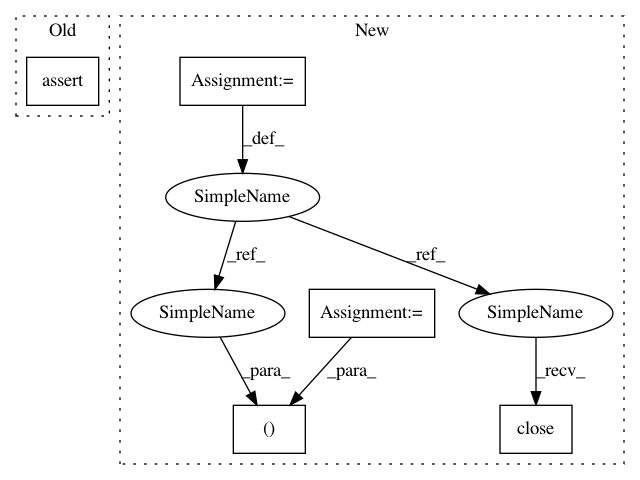 Old
New
assert
Assignment:=
_def_
SimpleName
_ref_
_ref_
SimpleName
Assignment:=
SimpleName
_para_
_para_
_recv_
()
close